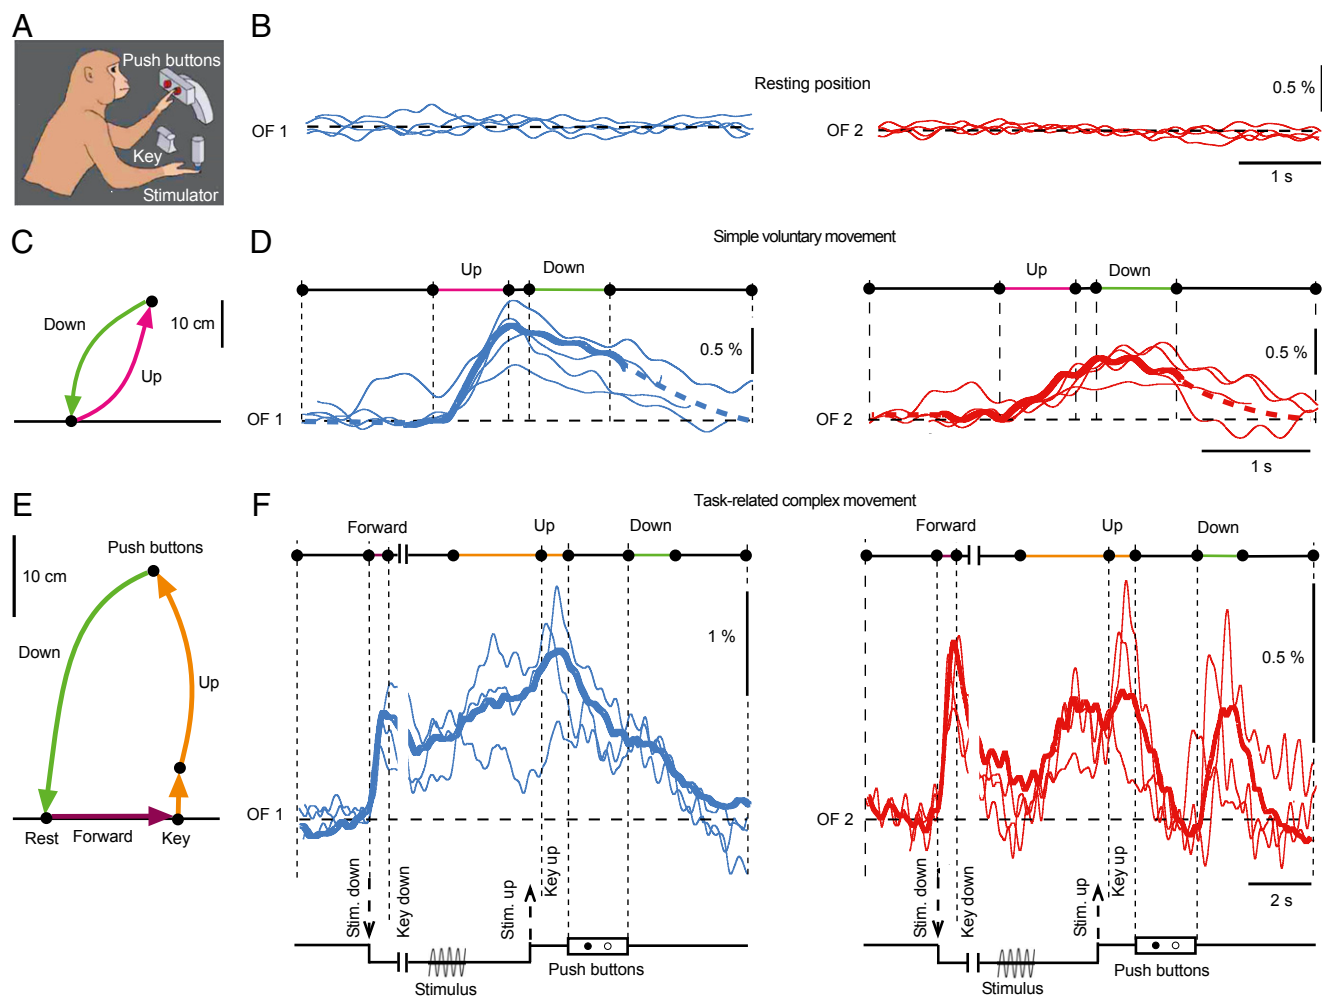 A
Push buttons
Key
Stimulator
B
Resting position
0.5 %
OF 1
OF 2
1 s
C
Down
10 cm
Up
D
Simple voluntary movement
Up
Down
0.5 %
OF 1
Up
Down
0.5 %
OF 2
1 s
E
10 cm
Push buttons
Down
Up
Rest
Forward
Key
F
Task-related complex movement
Forward
Up
Down
1 %
OF 1
Stim. down
Key down
Stim. up
Key up
Stimulus
Push buttons
Forward
Up
Down
0.5 %
OF 2
2 s
Stim. down
Key down
Stim. up
Key up
Stimulus
Push buttons